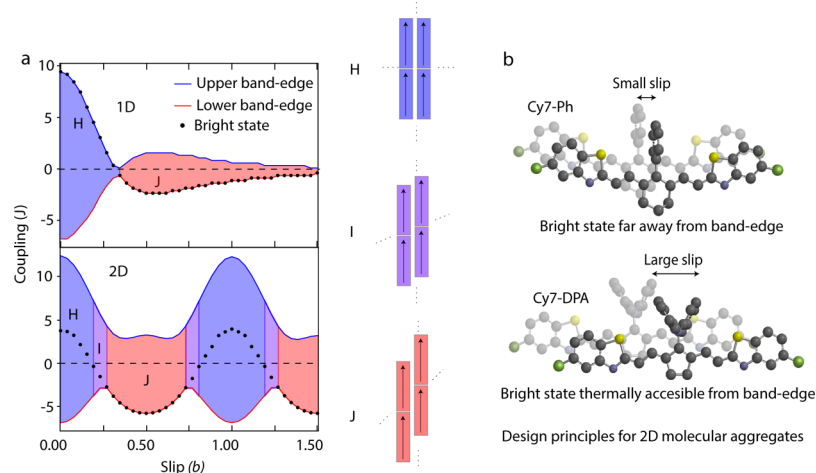 a
10
5
0
-5
1D
H
J
Upper band-edge
Lower band-edge
Bright state
Coupling (J)
10
5
0
-5
2D
H
I
J
0.00
0.25
0.50
0.75
1.00
1.25
1.50
Slip (b)
H
I
J
b
Small slip
Cy7-Ph
Bright state far away from band-edge
Large slip
Cy7-DPA
Bright state thermally accesible from band-edge
Design principles for 2D molecular aggregates